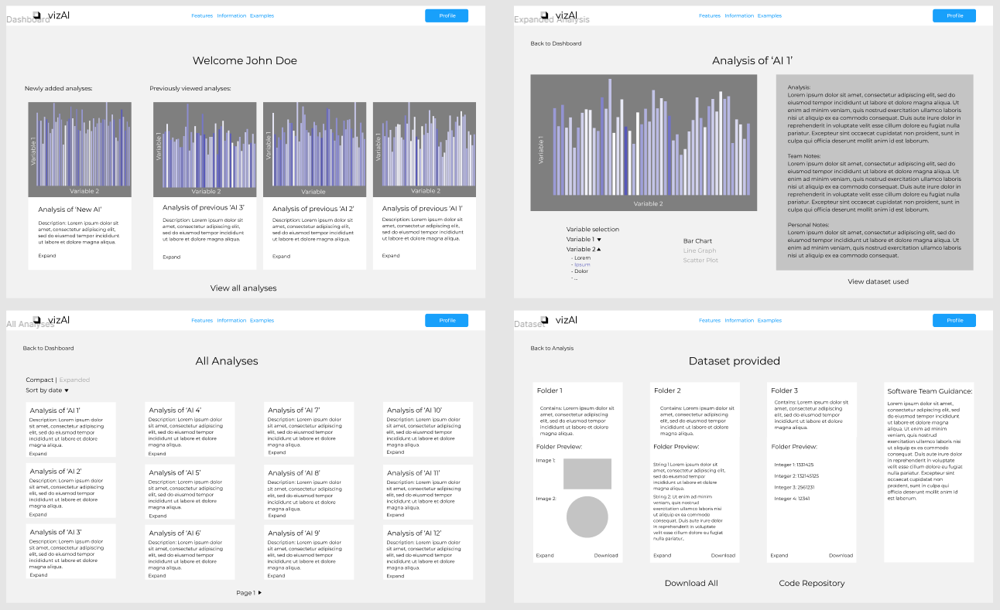 Dashboard
vizAI
Features Information Examples
Profile
Welcome John Doe
Newly added analyses:
Previously viewed analyses:
Variable 1
Variable 2
Analysis of ‘New AI’
Description: Lorem ipsum dolor sit
amet, consectetur adipiscing elit,
sed do eiusmod tempor incididunt
ut labore et dolore magna aliqua.
Expand
Variable 1
Variable 2
Analysis of previous ‘AI 3’
Description: Lorem ipsum dolor sit
amet, consectetur adipiscing elit,
sed do eiusmod tempor incididunt
ut labore et dolore magna aliqua.
Expand
Variable 1
Variable
Analysis of previous ‘AI 2’
Description: Lorem ipsum dolor sit
amet, consectetur adipiscing elit,
sed do eiusmod tempor incididunt
ut labore et dolore magna aliqua.
Expand
Variable 1
Variable 2
Analysis of previous ‘AI 1’
Description: Lorem ipsum dolor sit
amet, consectetur adipiscing elit,
sed do eiusmod tempor incididunt
ut labore et dolore magna aliqua.
Expand
View all analyses
Expanded Analysis
vizAI
Features Information Examples
Profile
Back to Dashboard
Analysis of ‘AI 1’
Variable 1
Variable 2
Variable selection
Variable 1
Variable 2
- Lorem
- Ipsum
- Dolor
- ...
Bar Chart
Line Graph
Scatter Plot
Analysis:
Lorem ipsum dolor sit amet, consectetur adipiscing elit, sed do
eiusmod tempor incididunt ut labore et dolore magna aliqua. Ut
enim ad minim veniam, quis nostrud exercitation ullamco laboris
nisi ut aliquip ex ea commodo consequat. Duis aute irure dolor in
reprehenderit in voluptate velit esse cillum dolore eu fugiat nulla
pariatur. Excepteur sint occaecat cupidatat non proident, sunt in
culpa qui officia deserunt mollit anim id est laborum.
Team Notes:
Lorem ipsum dolor sit amet, consectetur adipiscing elit, sed do
eiusmod tempor incididunt ut labore et dolore magna aliqua. Ut
enim ad minim veniam, quis nostrud exercitation ullamco laboris
nisi ut aliquip ex ea commodo consequat. Duis aute irure dolor in
reprehenderit in voluptate velit esse cillum dolore eu fugiat nulla
pariatur. Excepteur sint occaecat cupidatat non proident, sunt in
culpa qui officia deserunt mollit anim id est laborum.
Personal Notes:
Lorem ipsum dolor sit amet, consectetur adipiscing elit, sed do
eiusmod tempor incididunt ut labore et dolore magna aliqua. Ut
enim ad minim veniam, quis nostrud exercitation ullamco laboris
nisi ut aliquip ex ea commodo consequat.
View dataset used
All Analyses
vizAI
Features Information Examples
Profile
Back to Dashboard
All Analyses
Compact | Expanded
Sort by date
Analysis of ‘AI 1’
Description: Lorem ipsum dolor
sit amet, consectetur adipiscing
elit, sed do eiusmod tempor
incididunt ut labore et dolore
magna aliqua.
Expand
Analysis of ‘AI 4’
Description: Lorem ipsum dolor
sit amet, consectetur adipiscing
elit, sed do eiusmod tempor
incididunt ut labore et dolore
magna aliqua.
Expand
Analysis of ‘AI 7’
Description: Lorem ipsum dolor
sit amet, consectetur adipiscing
elit, sed do eiusmod tempor
incididunt ut labore et dolore
magna aliqua.
Expand
Analysis of ‘AI 10’
Description: Lorem ipsum dolor
sit amet, consectetur adipiscing
elit, sed do eiusmod tempor
incididunt ut labore et dolore
magna aliqua.
Expand
Analysis of ‘AI 2’
Description: Lorem ipsum dolor
sit amet, consectetur adipiscing
elit, sed do eiusmod tempor
incididunt ut labore et dolore
magna aliqua.
Expand
Analysis of ‘AI 5’
Description: Lorem ipsum dolor
sit amet, consectetur adipiscing
elit, sed do eiusmod tempor
incididunt ut labore et dolore
magna aliqua.
Expand
Analysis of ‘AI 8’
Description: Lorem ipsum dolor
sit amet, consectetur adipiscing
elit, sed do eiusmod tempor
incididunt ut labore et dolore
magna aliqua.
Expand
Analysis of ‘AI 11’
Description: Lorem ipsum dolor
sit amet, consectetur adipiscing
elit, sed do eiusmod tempor
incididunt ut labore et dolore
magna aliqua.
Expand
Analysis of ‘AI 3’
Description: Lorem ipsum dolor
sit amet, consectetur adipiscing
elit, sed do eiusmod tempor
incididunt ut labore et dolore
magna aliqua.
Expand
Analysis of ‘AI 6’
Description: Lorem ipsum dolor
sit amet, consectetur adipiscing
elit, sed do eiusmod tempor
incididunt ut labore et dolore
magna aliqua.
Expand
Analysis of ‘AI 9’
Description: Lorem ipsum dolor
sit amet, consectetur adipiscing
elit, sed do eiusmod tempor
incididunt ut labore et dolore
magna aliqua.
Expand
Analysis of ‘AI 12’
Description: Lorem ipsum dolor
sit amet, consectetur adipiscing
elit, sed do eiusmod tempor
incididunt ut labore et dolore
magna aliqua.
Expand
Page 1
Dataset
vizAI
Features Information Examples
Profile
Back to Analysis
Dataset provided
Folder 1
Contains: Lorem ipsum dolor sit
amet, consectetur adipiscing
elit, sed do eiusmod tempor
incididunt ut labore et dolore
magna aliqua.
Folder Preview:
Image 1:
Image 2:
Expand
Download
Folder 2
Contains: Lorem ipsum dolor sit
amet, consectetur adipiscing
elit, sed do eiusmod tempor
incididunt ut labore et dolore
magna aliqua.
Folder Preview:
String 1 Lorem ipsum dolor sit
amet, consectetur adipiscing elit,
sed do eiusmod tempor
incididunt ut labore et dolore
magna aliqua.
String 2: Ut enim ad minim
veniam, quis nostrud
exercitation ullamco laboris nisi
ut aliquip ex ea commodo
consequat. Duis aute irure dolor
in reprehenderit in voluptate
velit esse cillum dolore eu fugiat
nulla pariatur..
Expand
Download
Folder 3
Contains: Lorem ipsum dolor sit
amet, consectetur adipiscing
elit, sed do eiusmod tempor
incididunt ut labore et dolore
magna aliqua.
Folder Preview:
Integer 1: 1331425
Integer 2: 132145125
Integer 3: 2561231
Integer 4: 12341
Expand
Download
Software Team Guidance:
Lorem ipsum dolor sit amet,
consectetur adipiscing elit, sed
do eiusmod tempor incididunt
ut labore et dolore magna
aliqua. Ut enim ad minim
veniam, quis nostrud
exercitation ullamco laboris nisi
ut aliquip ex ea commodo
consequat. Duis aute irure dolor
in reprehenderit in voluptate
velit esse cillum dolore eu fugiat
nulla pariatur. Excepteur sint
occaecat cupidatat non
proident, sunt in culpa qui
officia deserunt mollit anim id
est laborum.
Download All
Code Repository